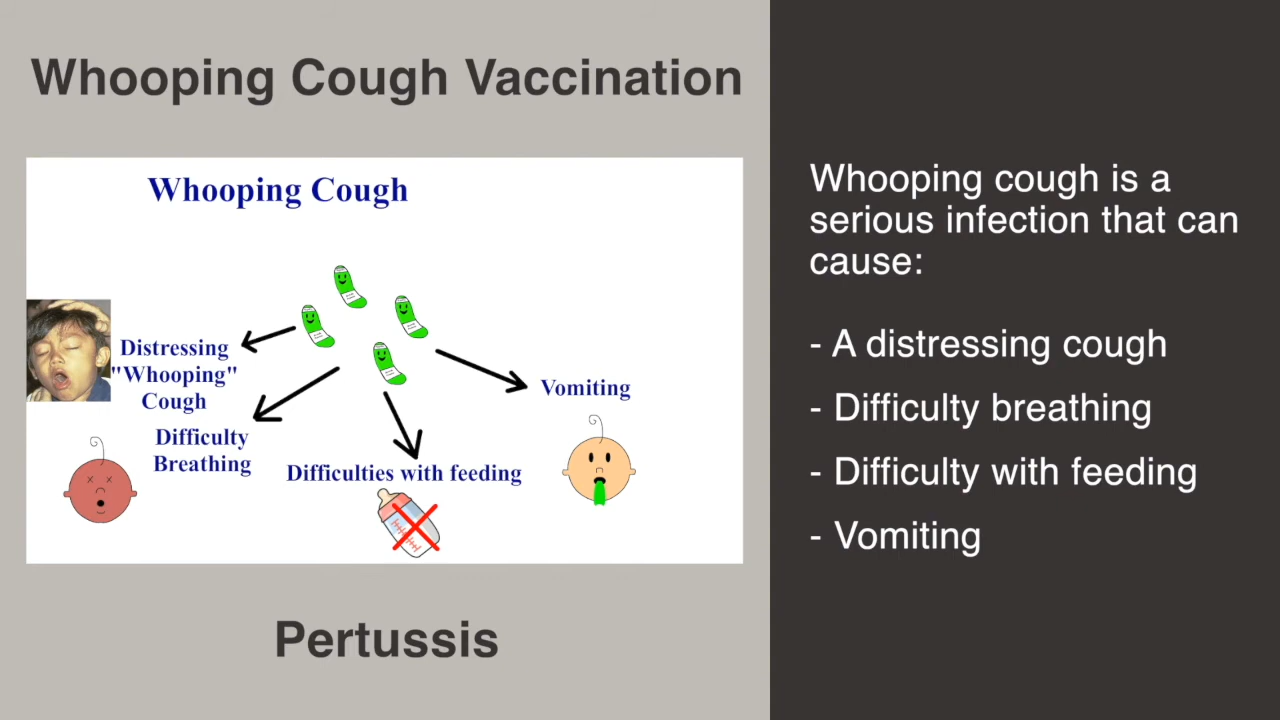 Whooping Cough Vaccination
Whooping Cough
Distressing
"Whooping"
Cough
Difficulty
Breathing
Difficulties with feeding
Vomiting
Pertussis
Whooping cough is a
serious infection that can
cause:
- A distressing cough
- Difficulty breathing
- Difficulty with feeding
- Vomiting